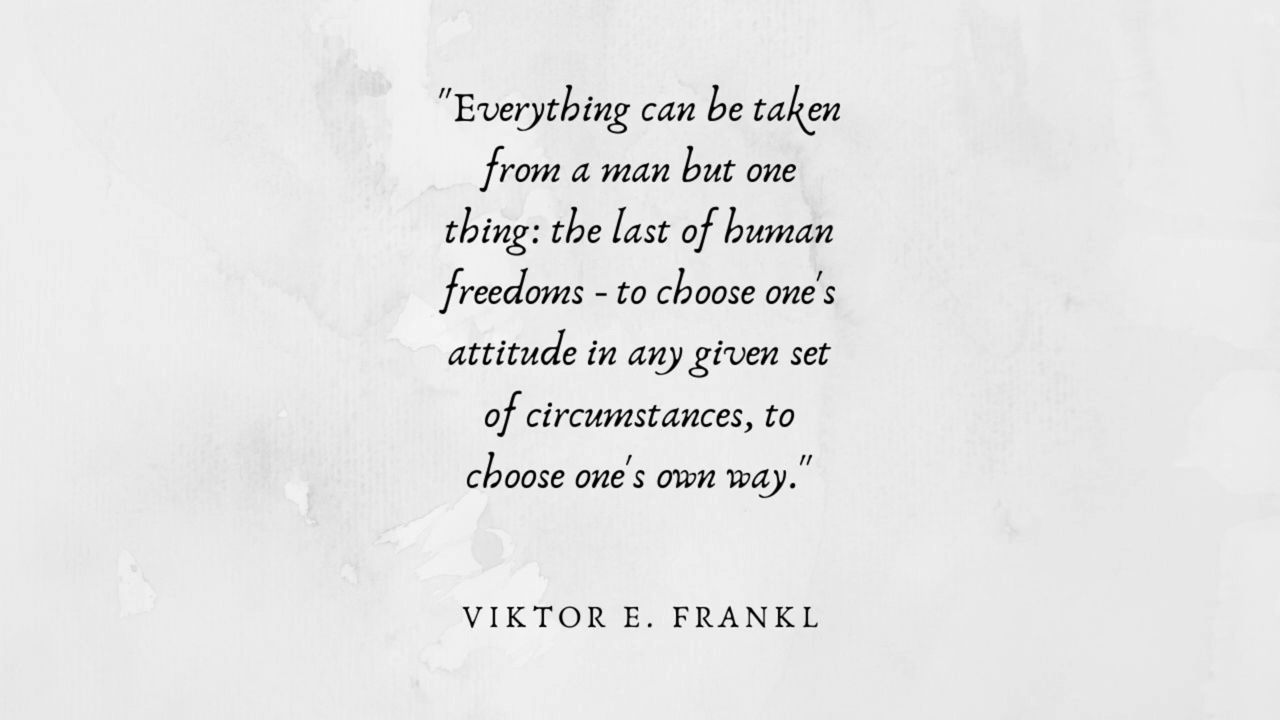 "Everything can be taken
from a man but one
thing: the last of human
freedoms - to choose one's
attitude in any given set
of circumstances, to
choose one's own way."
VIKTOR E. FRANKL